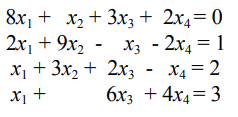 8x₁ + x₂ + 3x₃ + 2x₄ = 0
2x₁ + 9x₂ - x₃ - 2x₄ = 1
x₁ + 3x₂ + 2x₃ - x₄ = 2
x₁ + 6x₃ + 4x₄ = 3